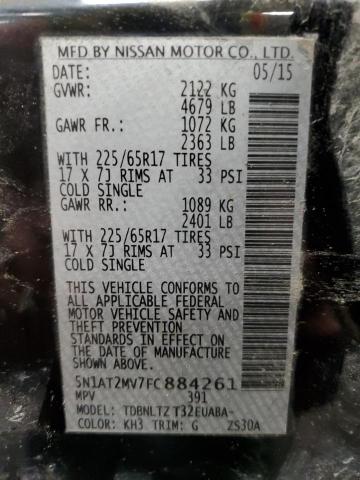 MFD BY NISSAN MOTOR CO., LTD.
DATE: 05/15
GVWR: 2122 KG
4679 LB
GAWR FR.: 1072 KG
2363 LB
WITH 225/65R17 TIRES
17 X 7J RIMS AT 33 PSI
COLD SINGLE
GAWR RR.: 1089 KG
2401 LB
WITH 225/65R17 TIRES
17 X 7J RIMS AT 33 PSI
COLD SINGLE
THIS VEHICLE CONFORMS TO
ALL APPLICABLE FEDERAL
MOTOR VEHICLE SAFETY AND
THEFT PREVENTION
STANDARDS IN EFFECT ON THE
DATE OF MANUFACTURE
SHOWN ABOVE.
5N1AT2MV7FC884261
MPV 391
MODEL: TDBNLTZ T32EUABA-
COLOR: KH3 TRIM: G ZS30A